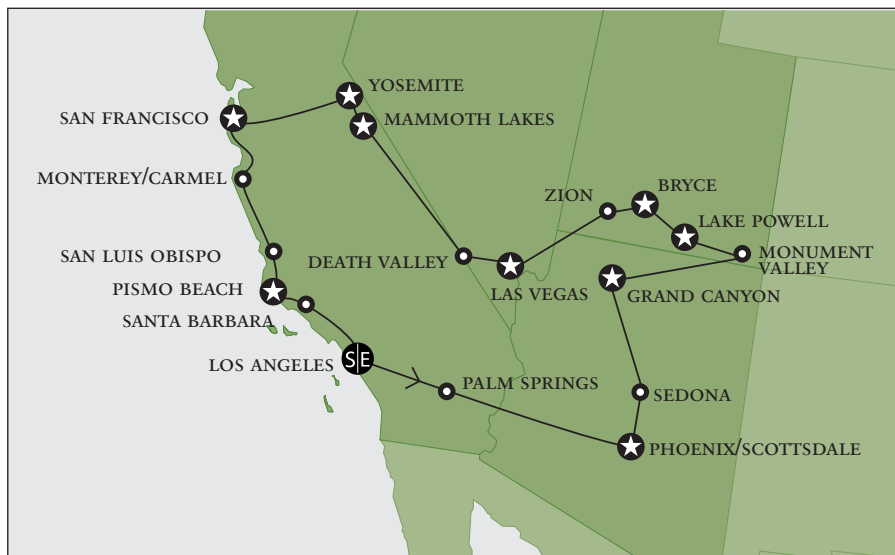 YOSEMITE
SAN FRANCISCO
MAMMOTH LAKES
MONTEREY/CARMEL
BRYCE
ZION
LAKE POWELL
SAN LUIS OBISPO
DEATH VALLEY
MONUMENT
VALLEY
PISMO BEACH
LAS VEGAS
GRAND CANYON
SANTA BARBARA
LOS ANGELES
S|E
PALM SPRINGS
SEDONA
PHOENIX/SCOTTSDALE